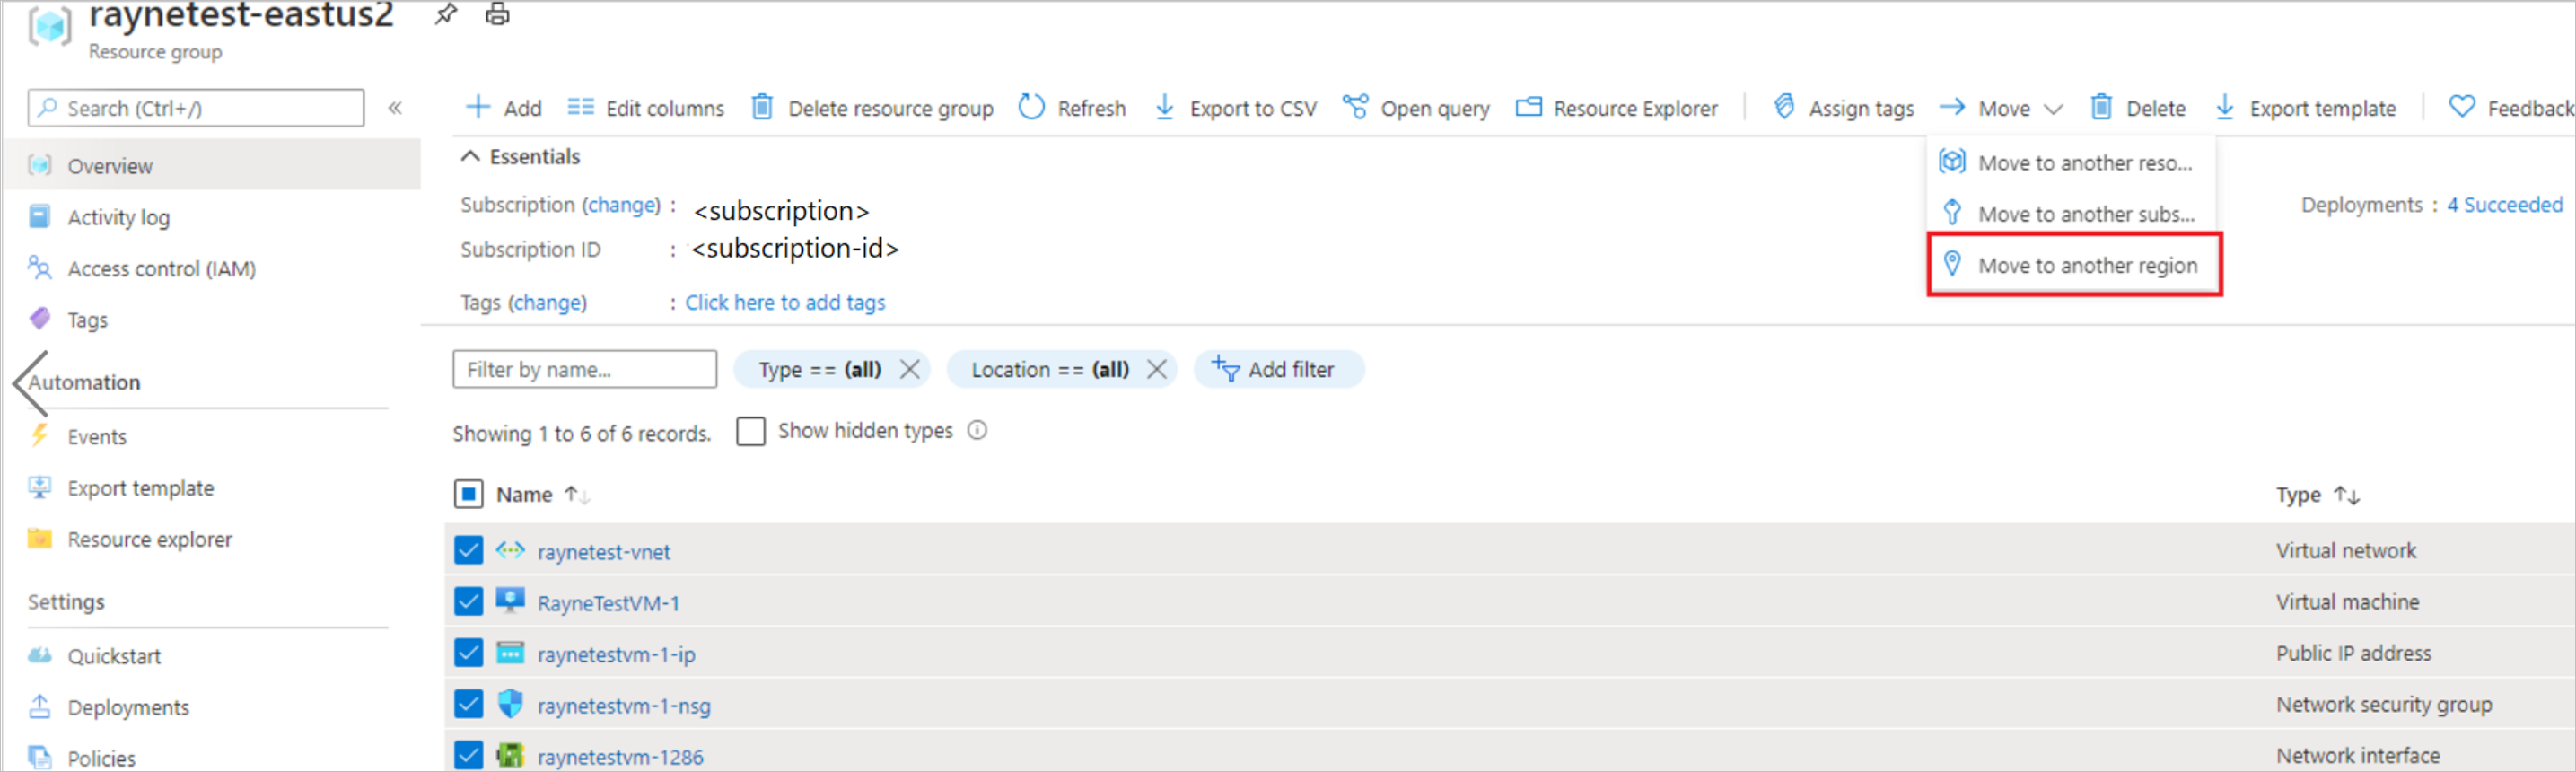 raynetest-eastus2
Resource group
Search (Ctrl+/)
«
Add
Edit columns
Delete resource group
Refresh
Export to CSV
Open query
Resource Explorer
Assign tags
Move
Delete
Export template
Feedback
Overview
Activity log
Access control (IAM)
Tags
Automation
Events
Export template
Resource explorer
Settings
Quickstart
Deployments
Policies
Essentials
Subscription (change) : <subscription>
Subscription ID : <subscription-id>
Tags (change) : Click here to add tags
Move to another reso...
Move to another subs...
Move to another region
Deployments : 4 Succeeded
Filter by name...
Type == (all)
Location == (all)
Add filter
Showing 1 to 6 of 6 records.
Show hidden types
Name
Type
raynetest-vnet
Virtual network
RayneTestVM-1
Virtual machine
raynetestvm-1-ip
Public IP address
raynetestvm-1-nsg
Network security group
raynetestvm-1286
Network interface